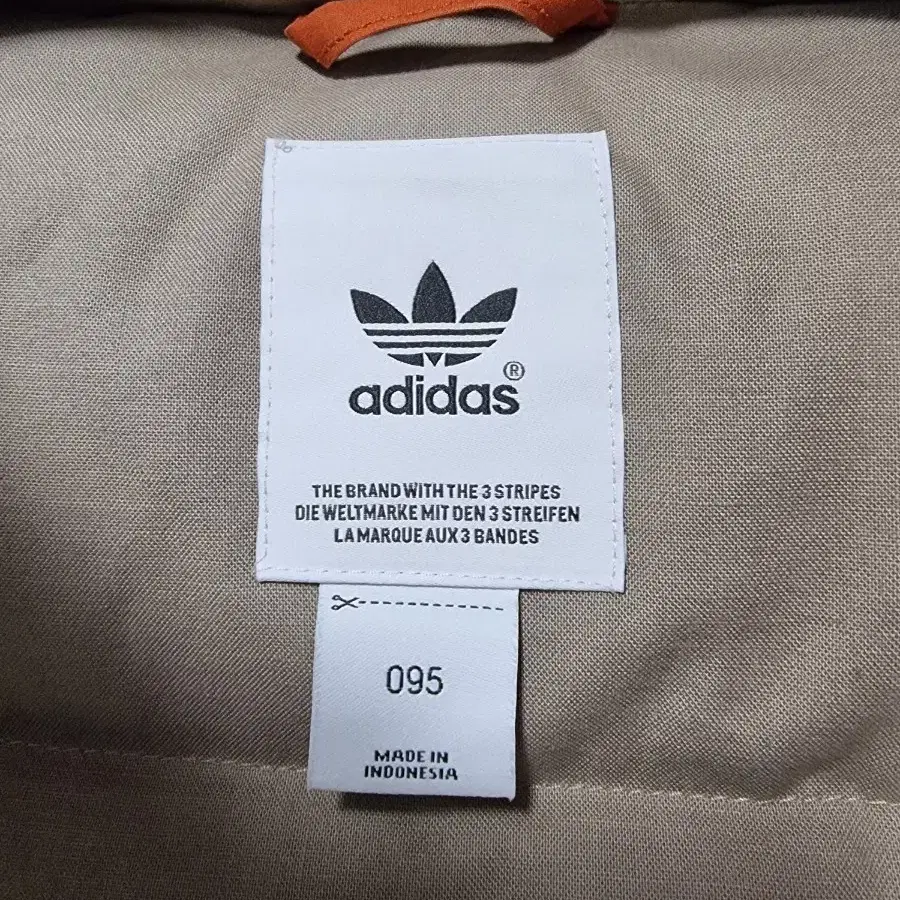 adidas®
THE BRAND WITH THE 3 STRIPES
DIE WELTMARKE MIT DEN 3 STREIFEN
LA MARQUE AUX 3 BANDES
095
MADE IN
INDONESIA